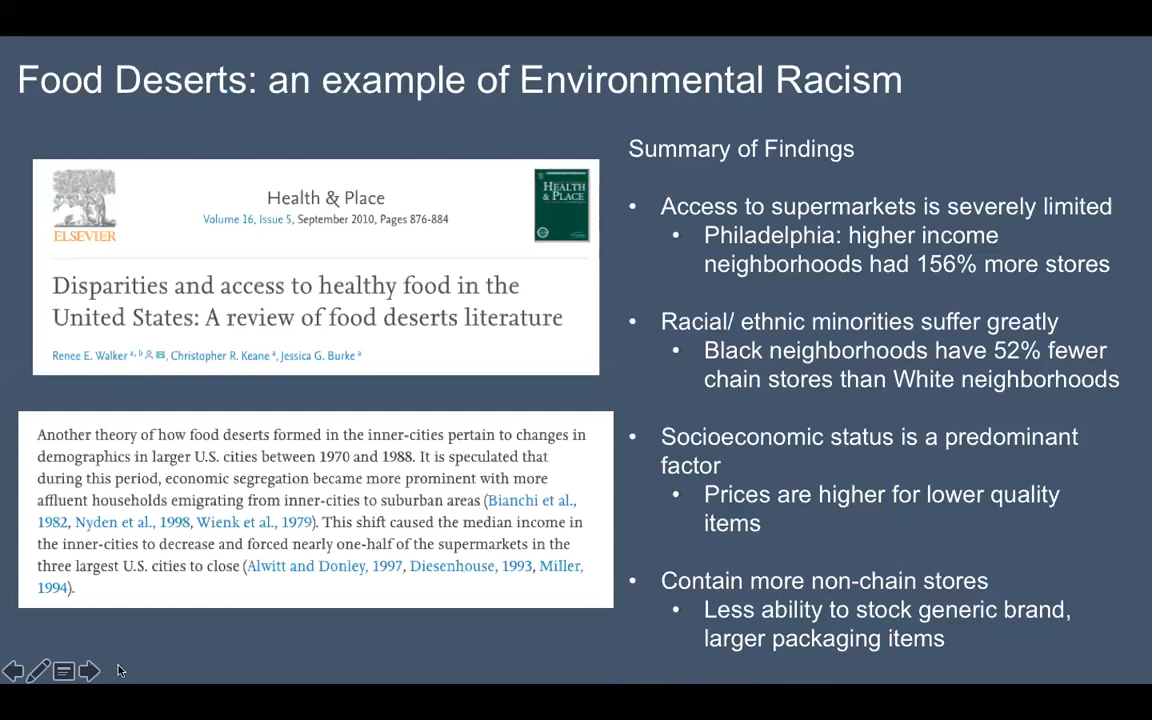 Food Deserts: an example of Environmental Racism
ELSEVIER
Health & Place
Volume 16, Issue 5, September 2010, Pages 876-884
HEALTH
& PLACE
Disparities and access to healthy food in the
United States: A review of food deserts literature
Renee E. Walker a, b, Christopher R. Keane a, Jessica G. Burke a
Another theory of how food deserts formed in the inner-cities pertain to changes in
demographics in larger U.S. cities between 1970 and 1988. It is speculated that
during this period, economic segregation became more prominent with more
affluent households emigrating from inner-cities to suburban areas (Bianchi et al.,
1982, Nyden et al., 1998, Wienk et al., 1979). This shift caused the median income in
the inner-cities to decrease and forced nearly one-half of the supermarkets in the
three largest U.S. cities to close (Alwitt and Donley, 1997, Diesenhouse, 1993, Miller,
1994).
Summary of Findings
• Access to supermarkets is severely limited
• Philadelphia: higher income
neighborhoods had 156% more stores
• Racial/ ethnic minorities suffer greatly
• Black neighborhoods have 52% fewer
chain stores than White neighborhoods
• Socioeconomic status is a predominant
factor
• Prices are higher for lower quality
items
• Contain more non-chain stores
• Less ability to stock generic brand,
larger packaging items